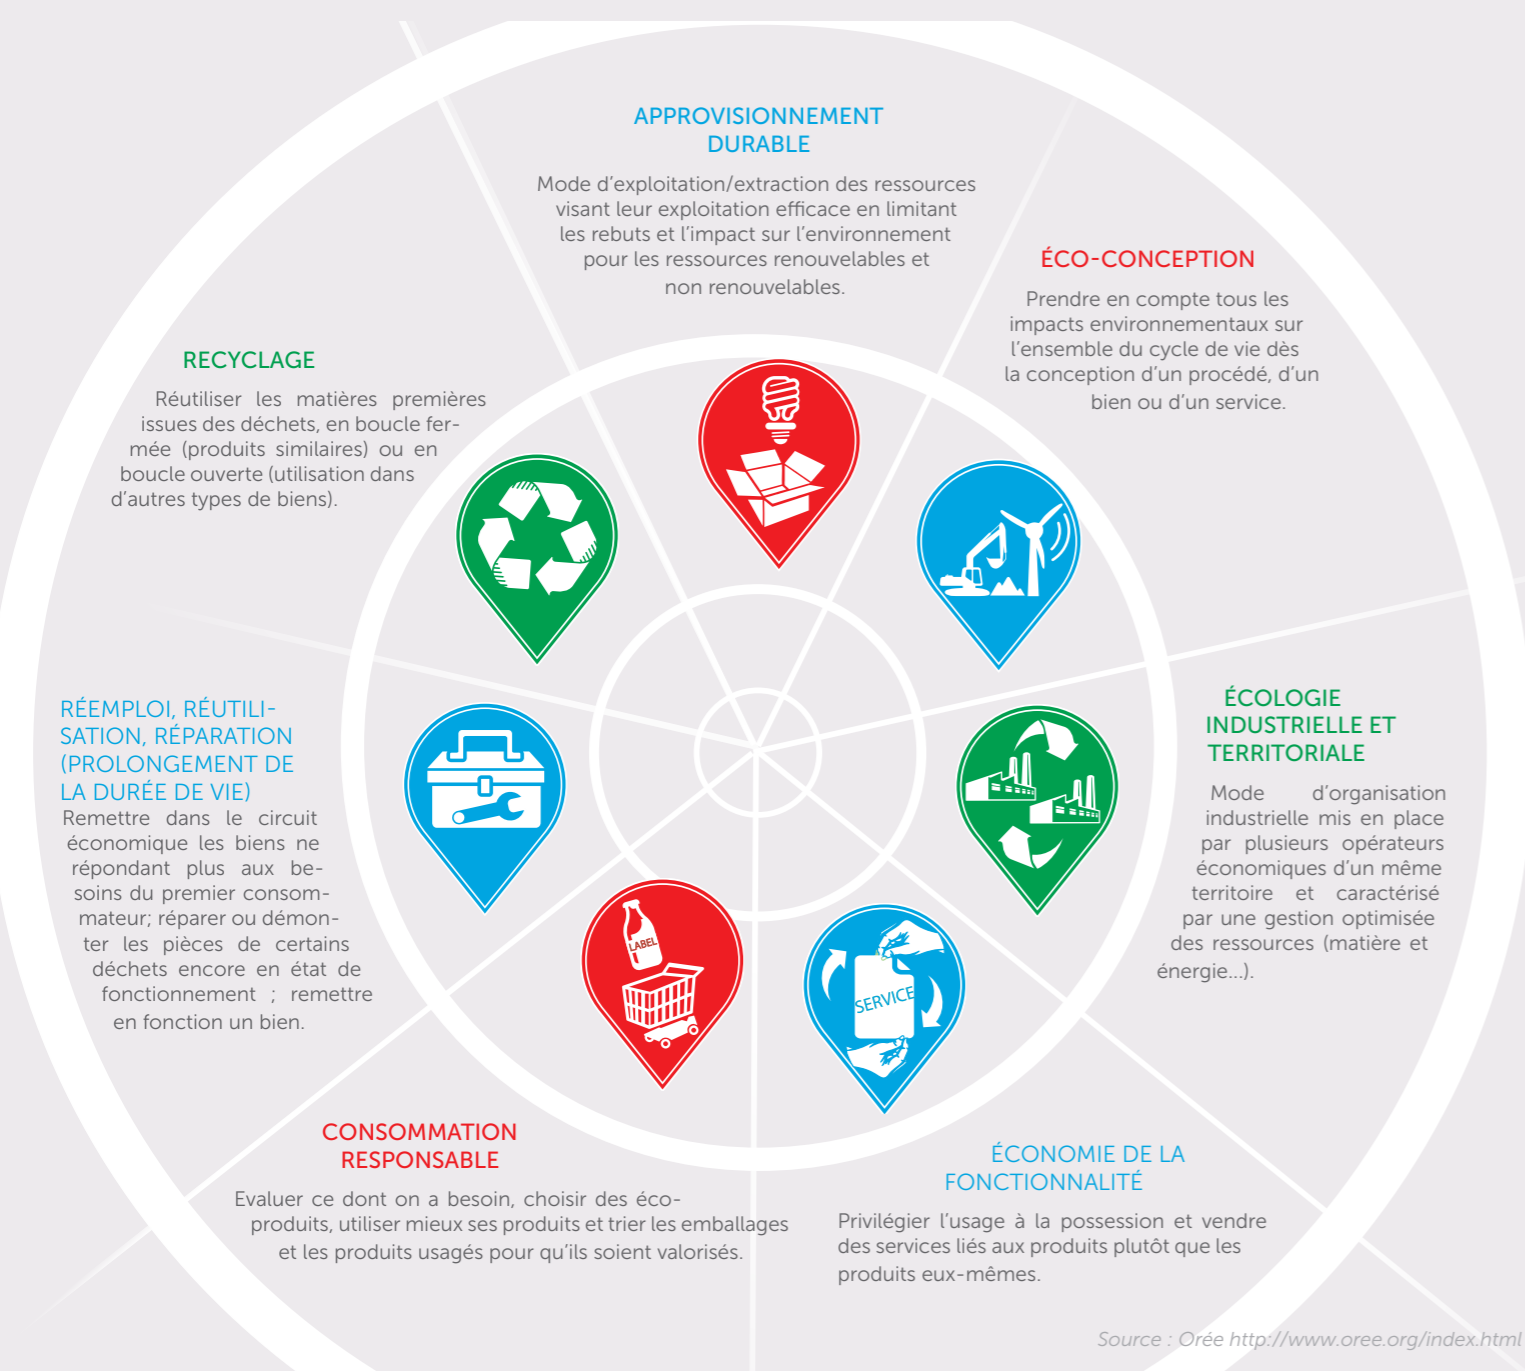 APPROVISIONNEMENT
DURABLE
Mode d'exploitation/extraction des ressources
visant leur exploitation efficace en limitant
les rebuts et l'impact sur l'environnement
pour les ressources renouvelables et
non renouvelables.
ÉCO-CONCEPTION
Prendre en compte tous les
impacts environnementaux sur
l'ensemble du cycle de vie dès
la conception d'un procédé, d'un
bien ou d'un service.
RECYCLAGE
Réutiliser les matières premières
issues des déchets, en boucle fer-
mée (produits similaires) ou en
boucle ouverte (utilisation dans
d'autres types de biens).
ÉCOLOGIE
INDUSTRIELLE ET
TERRITORIALE
Mode d'organisation
industrielle mis en place
par plusieurs opérateurs
économiques d'un même
territoire et caractérisé
par une gestion optimisée
des ressources (matière et
énergie...).
RÉEMPLOI, RÉUTILI-
SATION, RÉPARATION
(PROLONGEMENT DE
LA DURÉE DE VIE)
Remettre dans le circuit
économique les biens ne
répondant plus aux be-
soins du premier consom-
mateur; réparer ou démon-
ter les pièces de certains
déchets encore en état de
fonctionnement ; remettre
en fonction un bien.
LABEL
SERVICE
CONSOMMATION
RESPONSABLE
Evaluer ce dont on a besoin, choisir des éco-
produits, utiliser mieux ses produits et trier les emballages
et les produits usagés pour qu'ils soient valorisés.
ÉCONOMIE DE LA
FONCTIONNALITÉ
Privilégier l'usage à la possession et vendre
des services liés aux produits plutôt que les
produits eux-mêmes.
Source : Orée http://www.oree.org/index.html